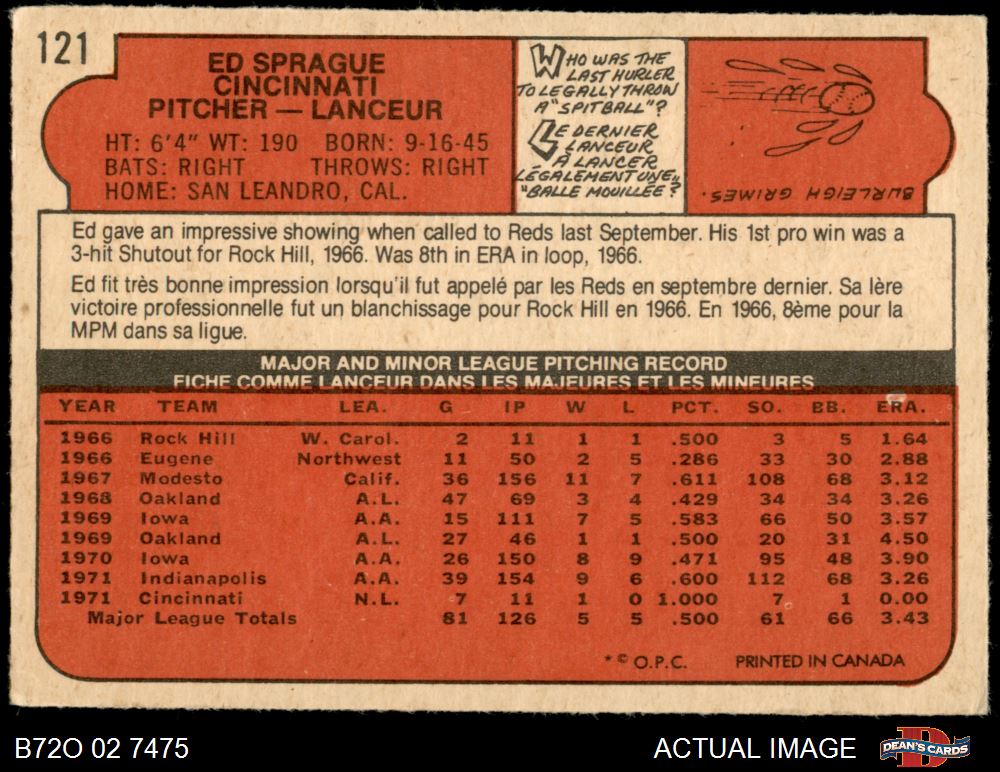 121
ED SPRAGUE
CINCINNATI
PITCHER — LANCEUR
HT: 6'4" WT: 190 BORN: 9-16-45
BATS: RIGHT THROWS: RIGHT
HOME: SAN LEANDRO, CAL.
WHO WAS THE
LAST HURLER
TO LEGALLY THROW
A "SPITBALL"?
LE DERNIER
LANCEUR
À LANCER
LÉGALEMENT UNE
"BALLE MOUILLÉE?
BURLEIGH GRIMES.
Ed gave an impressive showing when called to Reds last September. His 1st pro win was a
3-hit Shutout for Rock Hill, 1966. Was 8th in ERA in loop, 1966.
Ed fit très bonne impression lorsqu'il fut appelé par les Reds en septembre dernier. Sa lère
victoire professionnelle fut un blanchissage pour Rock Hill en 1966. En 1966, 8ème pour la
MPM dans sa ligue.
MAJOR AND MINOR LEAGUE PITCHING RECORD
FICHE COMME LANCEUR DANS LES MAJEURES ET LES MINEURES
YEAR TEAM LEA. G IP W L PCT. SO. BB. ERA.
1966 Rock Hill W. Carol. 2 11 1 1 .500 3 5 1.64
1966 Eugene Northwest 11 50 2 5 .286 33 30 2.88
1967 Modesto Calif. 36 156 11 7 .611 108 68 3.12
1968 Oakland A.L. 47 69 3 4 .429 34 34 3.26
1969 Iowa A.A. 15 111 7 5 .583 66 50 3.57
1969 Oakland A.L. 27 46 1 1 .500 20 31 4.50
1970 Iowa A.A. 26 150 8 9 .471 95 48 3.90
1971 Indianapolis A.A. 39 154 9 6 .600 112 68 3.26
1971 Cincinnati N.L. 7 11 1 0 1.000 7 1 0.00
Major League Totals 81 126 5 5 .500 61 66 3.43
* © O.P.C. PRINTED IN CANADA
B72O 02 7475
ACTUAL IMAGE
DEAN'S CARDS